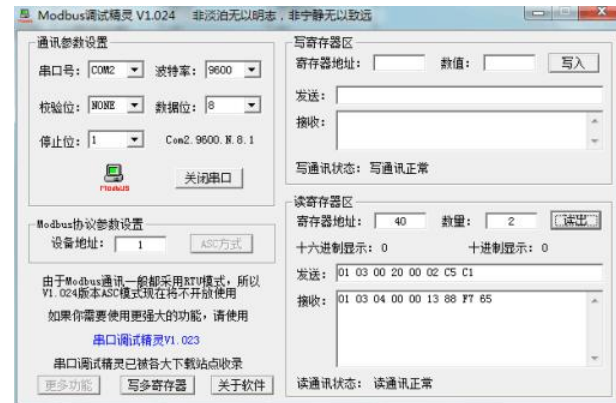 Modbus调试精灵 V1.024 非淡泊无以明志，非宁静无以致远
通讯参数设置
串口号： COM2 波特率： 9600
校验位： NONE 数据位： 8
停止位： 1 Com2.9600.N.8.1
Modbus
关闭串口
Modbus协议参数设置
设备地址： 1 ASC方式
由于Modbus通讯一般都采用RTU模式，所以
V1.024版本ASC模式现在将不开放使用
如果你需要使用更强大的功能，请使用
串口调试精灵V1.023
串口调试精灵已被各大下载站点收录
更多功能 写多寄存器 关于软件
写寄存器区
寄存器地址： 数值： 写入
发送：
接收：
写通讯状态： 写通讯正常
读寄存器区
寄存器地址： 40 数量： 2 读出
十六进制显示： 0 十进制显示： 0
发送： 01 03 00 20 00 02 C5 C1
接收： 01 03 04 00 00 13 88 F7 65
读通讯状态： 读通讯正常